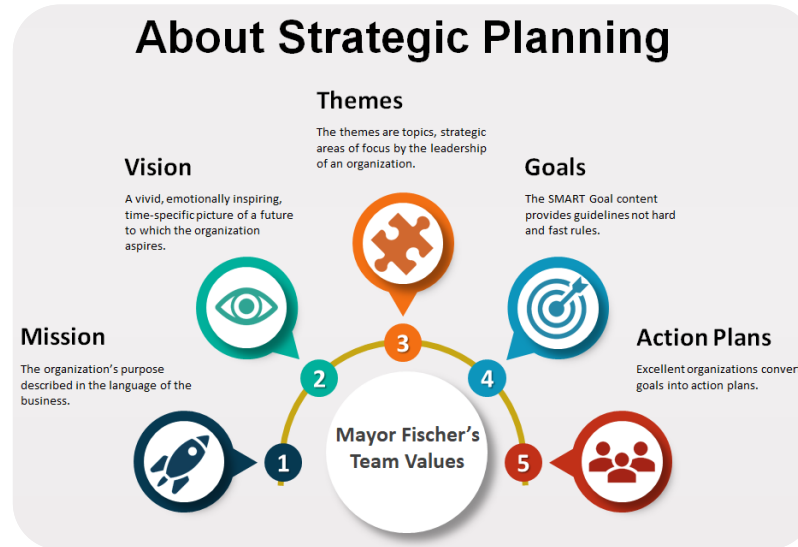 About Strategic Planning
Themes
The themes are topics, strategic
areas of focus by the leadership
of an organization.
Vision
A vivid, emotionally inspiring,
time-specific picture of a future
to which the organization
aspires.
Goals
The SMART Goal content
provides guidelines not hard
and fast rules.
Mission
The organization's purpose
described in the language of the
business.
Action Plans
Excellent organizations
goals into action plans.
1
2
3
4
5
Mayor Fischer's
Team Values